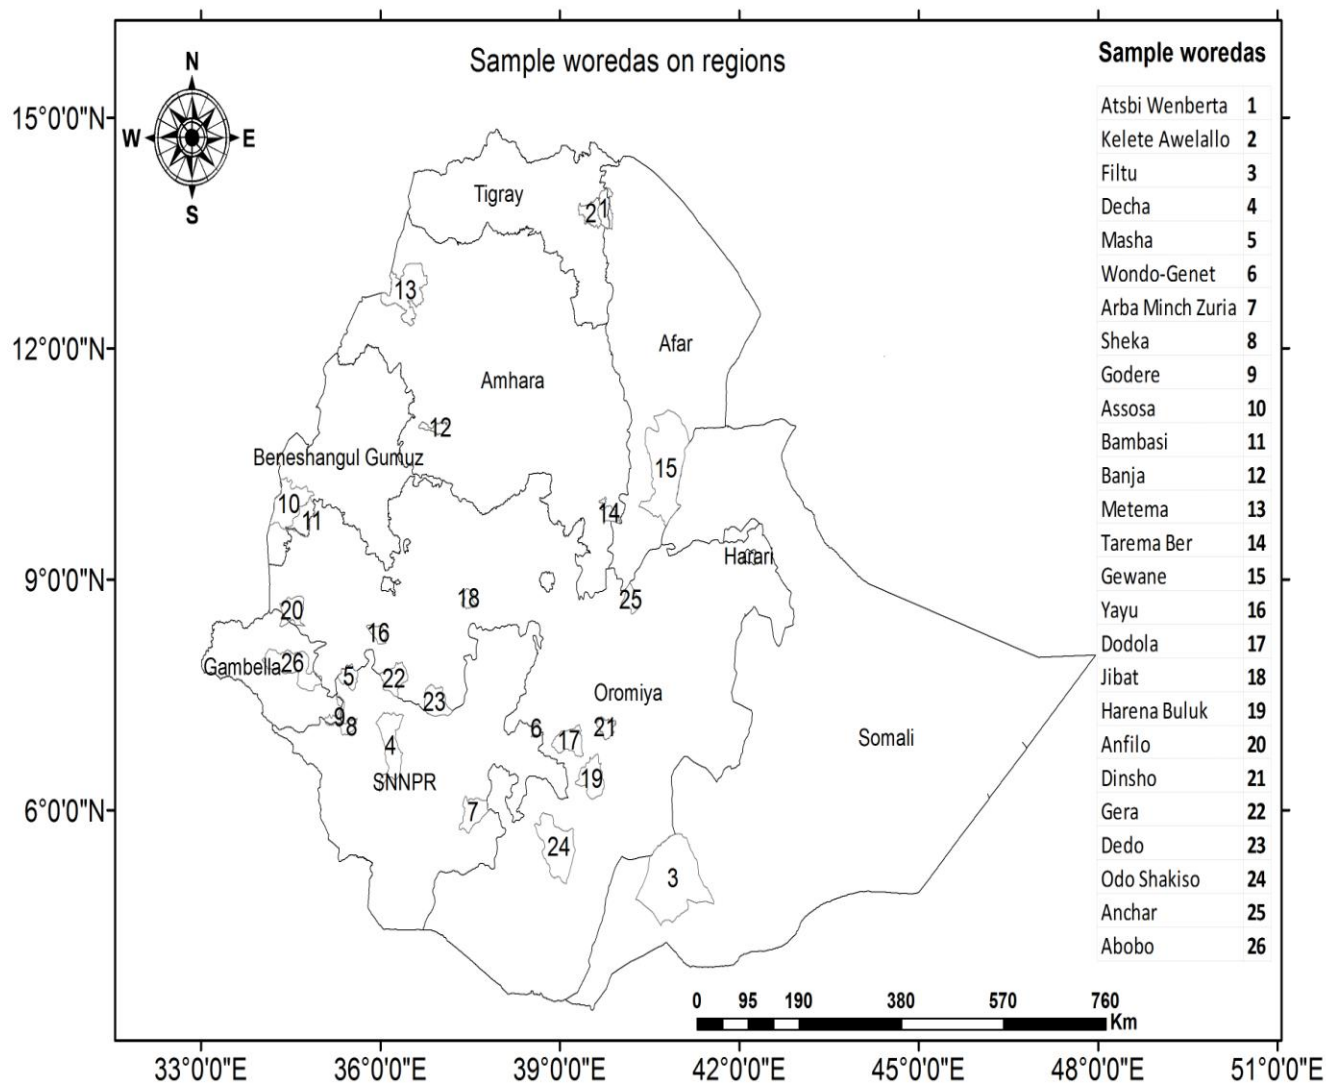 Sample woredas on regions
Sample woredas
N
W E
S
15°0'0"N
12°0'0"N
9°0'0"N
6°0'0"N
33°0'0"E 36°0'0"E 39°0'0"E 42°0'0"E 45°0'0"E 48°0'0"E 51°0'0"E
Tigray
2 1
13
Afar
Amhara
12
Beneshangul Gumuz
15
10
11
14
Harari
18
25
20
16
Gambella 26
5 22
23
Oromiya
9
8
4
6
17
21
Somali
SNNPR
19
7
24
3
Atsbi Wenberta 1
Kelete Awelallo 2
Filtu 3
Decha 4
Masha 5
Wondo-Genet 6
Arba Minch Zuria 7
Sheka 8
Godere 9
Assosa 10
Bambasi 11
Banja 12
Metema 13
Tarema Ber 14
Gewane 15
Yayu 16
Dodola 17
Jibat 18
Harena Buluk 19
Anfilo 20
Dinsho 21
Gera 22
Dedo 23
Odo Shakiso 24
Anchar 25
Abobo 26
0 95 190 380 570 760
Km